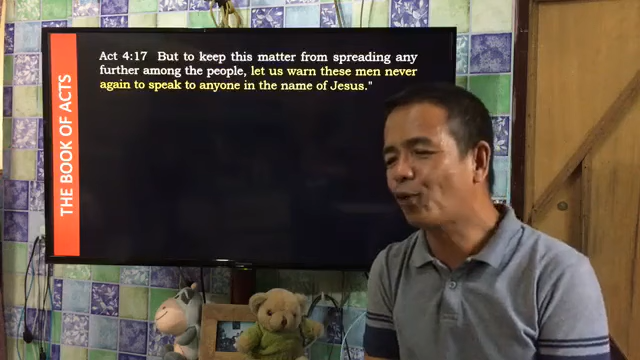 Act 4:17 But to keep this matter from spreading any
further among the people, let us warn these men never
again to speak to anyone in the name of Jesus."
THE BOOK OF ACTS